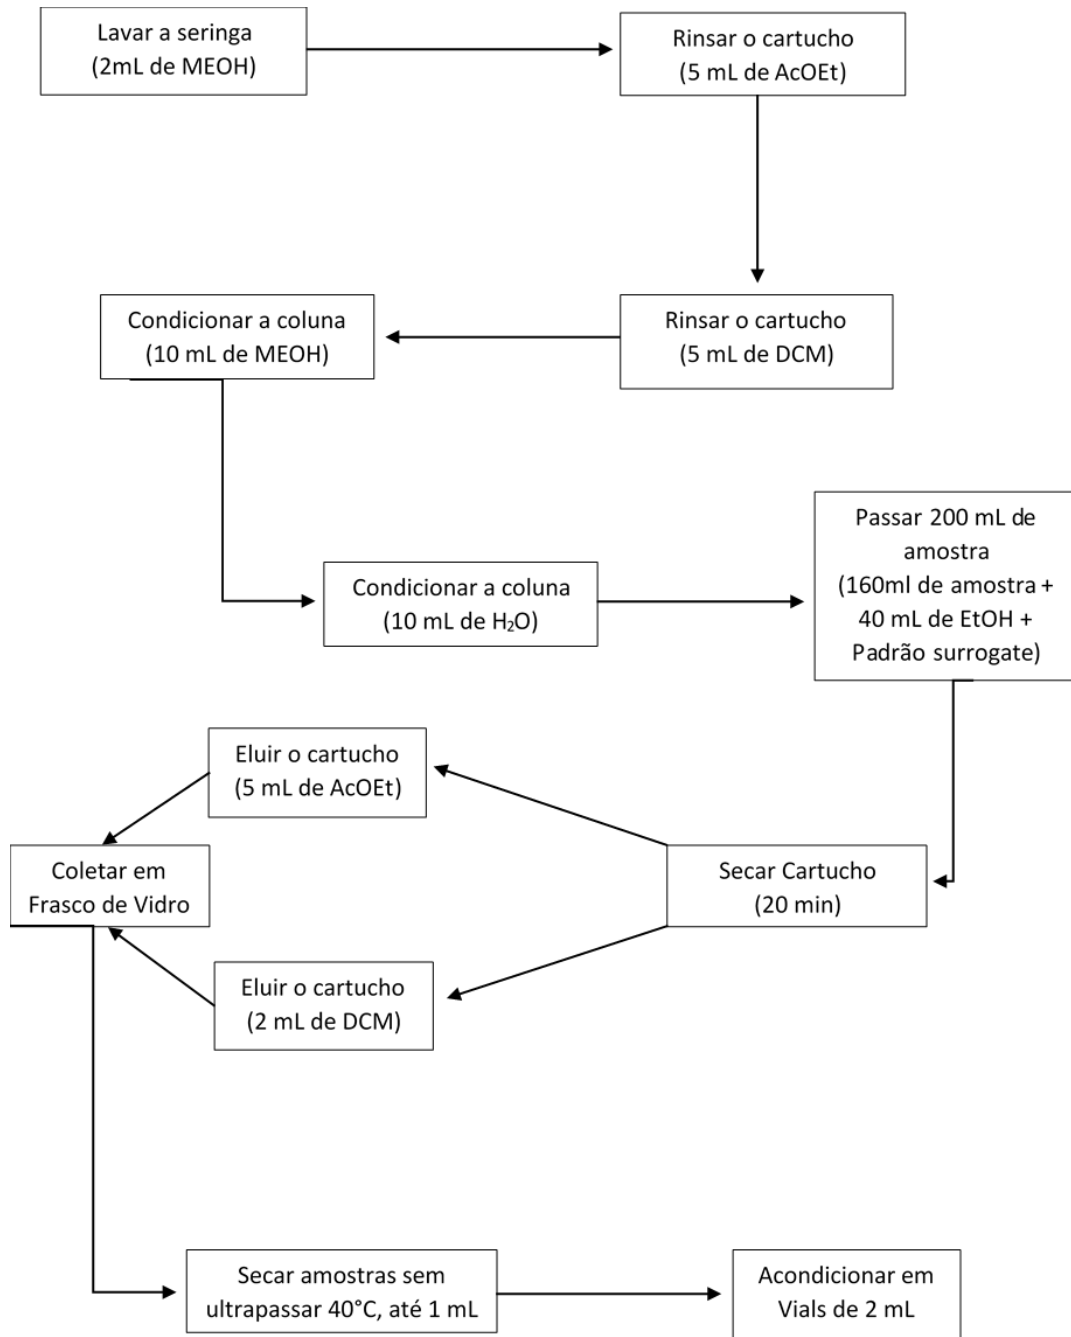 Lavar a seringa
(2mL de MEOH)
Rinsar o cartucho
(5 mL de AcOEt)
Rinsar o cartucho
(5 mL de DCM)
Condicionar a coluna
(10 mL de MEOH)
Condicionar a coluna
(10 mL de H₂O)
Passar 200 mL de
amostra
(160ml de amostra +
40 mL de EtOH +
Padrão surrogate)
Secar Cartucho
(20 min)
Eluir o cartucho
(5 mL de AcOEt)
Eluir o cartucho
(2 mL de DCM)
Coletar em
Frasco de Vidro
Secar amostras sem
ultrapassar 40°C, até 1 mL
Acondicionar em
Vials de 2 mL